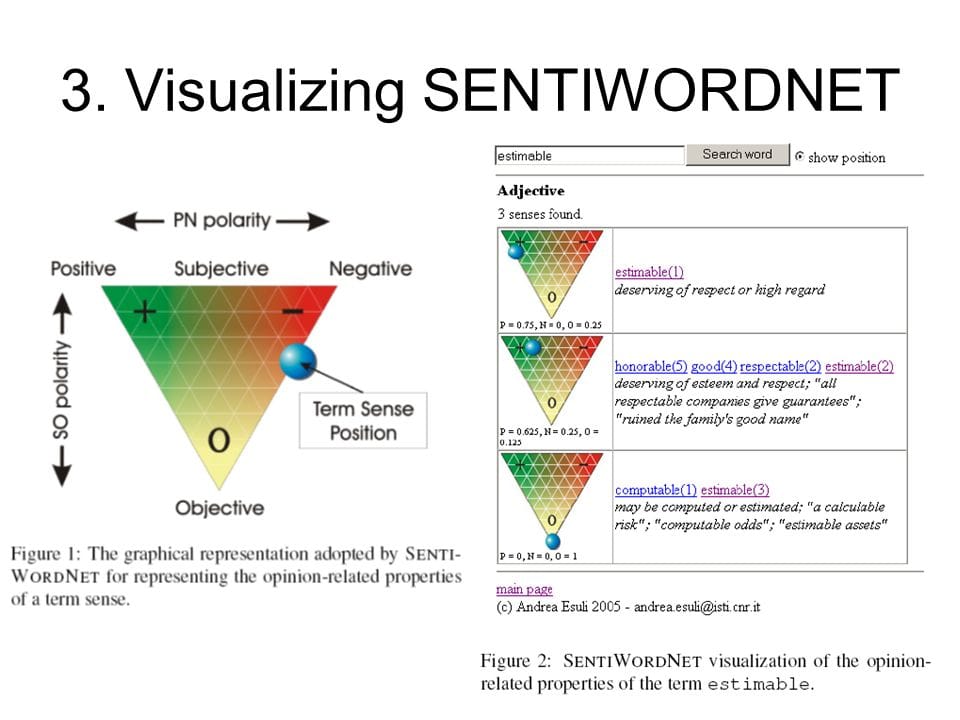 3. Visualizing SENTIWORDNET
PN polarity
Positive
Subjective
Negative
+
−
SO polarity
O
Term Sense
Position
Objective
Figure 1: The graphical representation adopted by SENTI-
WORDNET for representing the opinion-related properties
of a term sense.
estimable
Search word
show position
Adjective
3 senses found.
+
−
O
P = 0.75, N = 0, O = 0.25
estimable(1)
deserving of respect or high regard
+
−
O
P = 0.625, N = 0.25, O =
0.125
honorable(5) good(4) respectable(2) estimable(2)
deserving of esteem and respect; "all
respectable companies give guarantees";
"ruined the family's good name"
+
−
O
P = 0, N = 0, O = 1
computable(1) estimable(3)
may be computed or estimated; "a calculable
risk"; "computable odds"; "estimable assets"
main page
(c) Andrea Esuli 2005 - andrea.esuli@isti.cnr.it
Figure 2: SENTIWORDNET visualization of the opinion-
related properties of the term estimable.